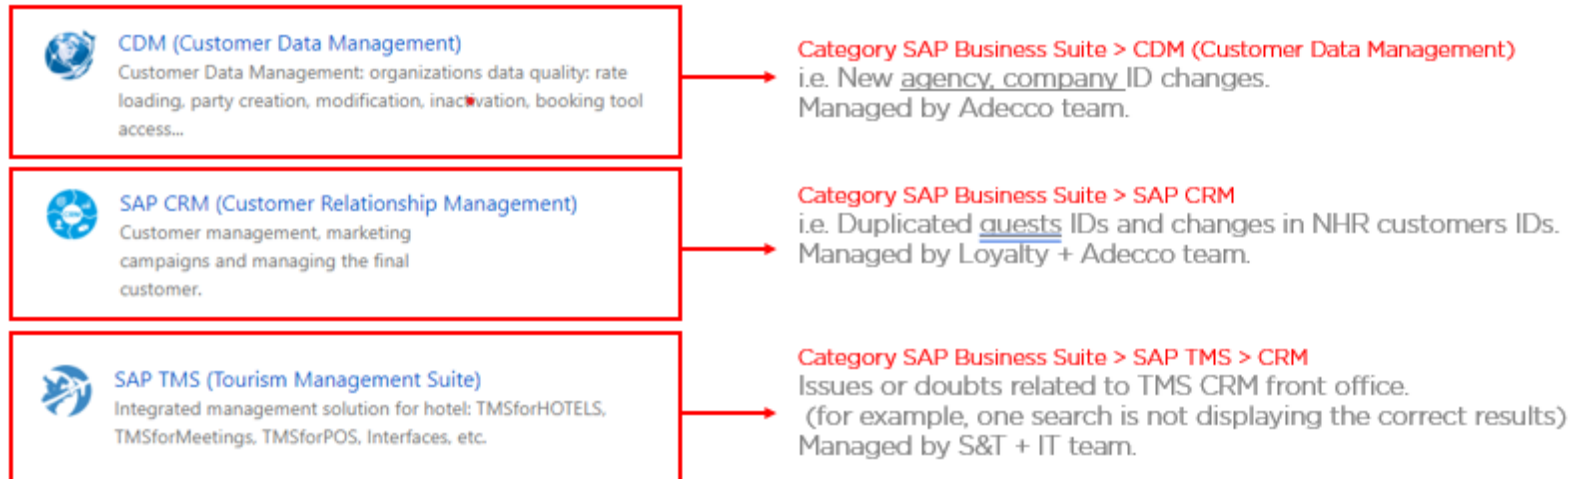 CDM (Customer Data Management)
Customer Data Management: organizations data quality: rate
loading, party creation, modification, inactivation, booking tool
access...
Category SAP Business Suite > CDM (Customer Data Management)
i.e. New agency, company ID changes.
Managed by Adecco team.
CRM
SAP CRM (Customer Relationship Management)
Customer management, marketing
campaigns and managing the final
customer.
Category SAP Business Suite > SAP CRM
i.e. Duplicated guests IDs and changes in NHR customers IDs.
Managed by Loyalty + Adecco team.
SAP TMS (Tourism Management Suite)
Integrated management solution for hotel: TMSforHOTELS,
TMSforMeetings, TMSforPOS, Interfaces, etc.
Category SAP Business Suite > SAP TMS > CRM
Issues or doubts related to TMS CRM front office.
(for example, one search is not displaying the correct results)
Managed by S&T + IT team.